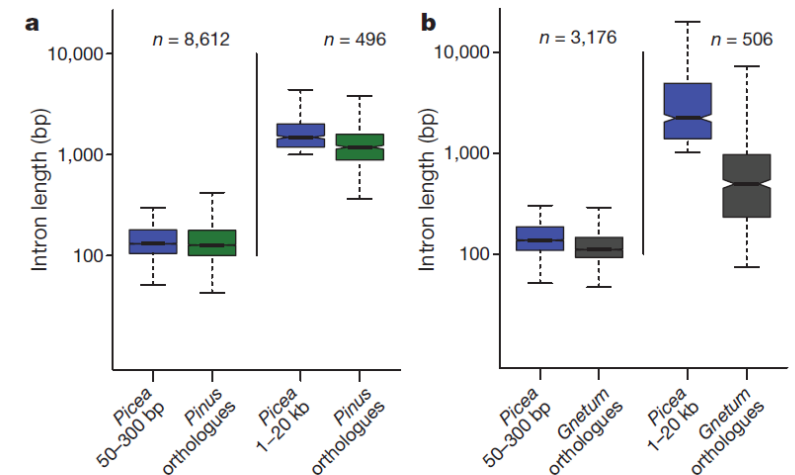 a
n = 8,612
n = 496
10,000
1,000
100
Intron length (bp)
Picea
50–300 bp
Pinus
orthologues
Picea
1–20 kb
Pinus
orthologues
b
n = 3,176
n = 506
10,000
1,000
100
Intron length (bp)
Picea
50–300 bp
Gnetum
orthologues
Picea
1–20 kb
Gnetum
orthologues